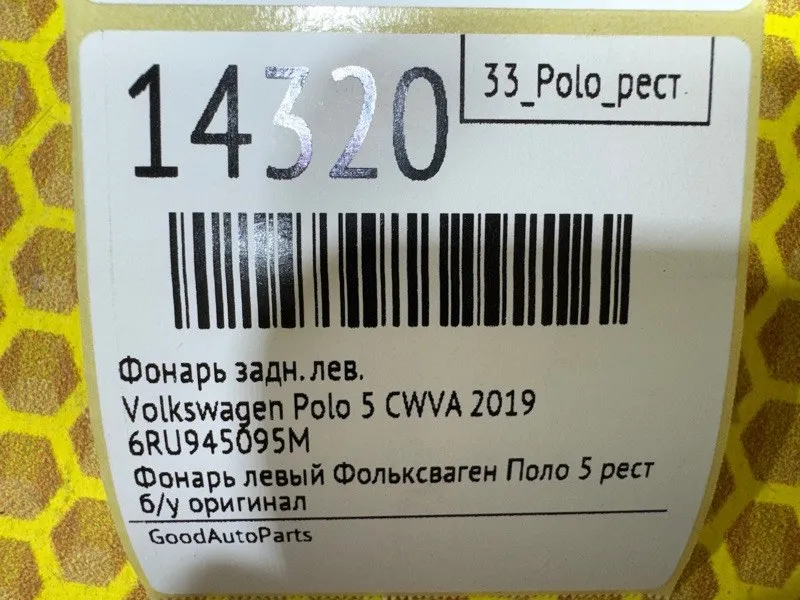 14320
33_Polo_рест
Фонарь задн. лев.
Volkswagen Polo 5 CWVA 2019
6RU945095M
Фонарь левый Фольксваген Поло 5 рест
б/у оригинал
GoodAutoParts